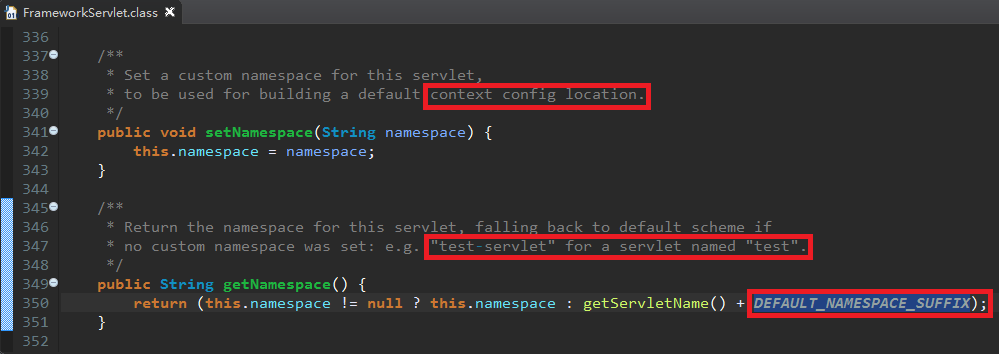 FrameworkServlet.class
336
337 /**
338 * Set a custom namespace for this servlet,
339 * to be used for building a default context config location.
340 */
341 public void setNamespace(String namespace) {
342 this.namespace = namespace;
343 }
344
345 /**
346 * Return the namespace for this servlet, falling back to default scheme if
347 * no custom namespace was set: e.g. "test-servlet" for a servlet named "test".
348 */
349 public String getNamespace() {
350 return (this.namespace != null ? this.namespace : getServletName() + DEFAULT_NAMESPACE_SUFFIX);
351 }
352